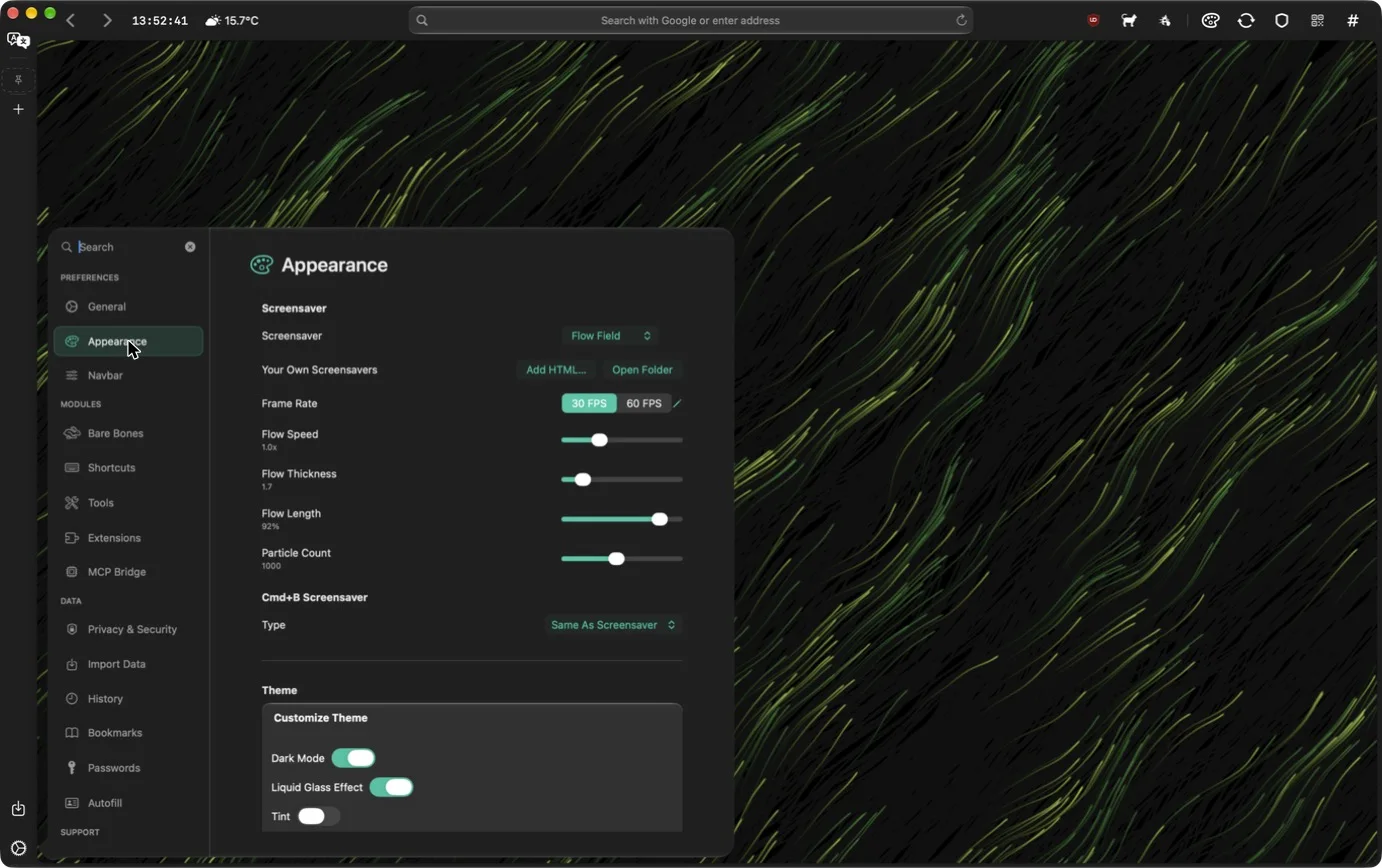 13:52:41
15.7°C
Search with Google or enter address
Search
PREFERENCES
General
Appearance
Navbar
MODULES
Bare Bones
Shortcuts
Tools
Extensions
MCP Bridge
DATA
Privacy & Security
Import Data
History
Bookmarks
Passwords
Autofill
SUPPORT
Appearance
Screensaver
Screensaver Flow Field
Your Own Screensavers Add HTML... Open Folder
Frame Rate 30 FPS 60 FPS
Flow Speed
1.0x
Flow Thickness
1.7
Flow Length
92%
Particle Count
1000
Cmd+B Screensaver
Type Same As Screensaver
Theme
Customize Theme
Dark Mode
Liquid Glass Effect
Tint